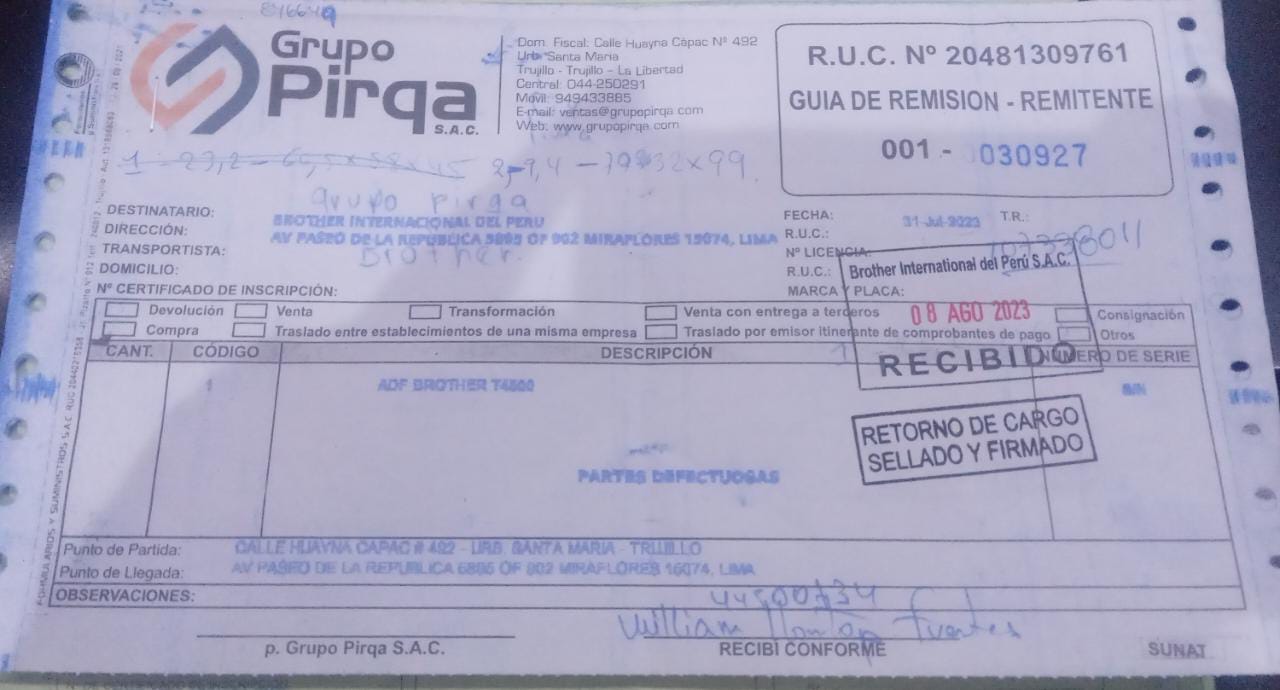 Grupo
Pirqa
S.A.C.
Dom. Fiscal: Calle Huayna Cápac Nº 492
Urb. Santa María
Trujillo - Trujillo - La Libertad
Central: 044-250291
Móvil: 949433885
E-mail: ventas@grupopirqa.com
Web: www.grupopirqa.com
R.U.C. Nº 20481309761
GUIA DE REMISION - REMITENTE
001 - 030927
1 - 23,2 - 65,5x58x45
grupo pirqa
DESTINATARIO: BROTHER INTERNACIONAL DEL PERU
DIRECCIÓN: AV PASEO DE LA REPUBLICA 5895 OF 902 MIRAFLORES 15074, LIMA
TRANSPORTISTA: Brother.
DOMICILIO:
Nº CERTIFICADO DE INSCRIPCIÓN:
FECHA: 31-Jul-2023 T.R.:
R.U.C.:
Nº LICENCIA:
R.U.C.:
MARCA Y PLACA:
Brother International del Perú S.A.C.
08 AGO 2023
RECIBIDO
Devolución Venta Transformación Venta con entrega a terceros Consignación
Compra Traslado entre establecimientos de una misma empresa Traslado por emisor itinerante de comprobantes de pago Otros
CANT. CÓDIGO DESCRIPCIÓN NÚMERO DE SERIE
1 ADF BROTHER T4500 S/N
RETORNO DE CARGO
SELLADO Y FIRMADO
PARTES DEFECTUOSAS
Punto de Partida: CALLE HUAYNA CAPAC # 492 - URB. SANTA MARIA - TRUJILLO
Punto de Llegada: AV PASEO DE LA REPUBLICA 5895 OF 902 MIRAFLORES 15074, LIMA
OBSERVACIONES:
William Fuentes
p. Grupo Pirqa S.A.C.
RECIBI CONFORME
SUNAT